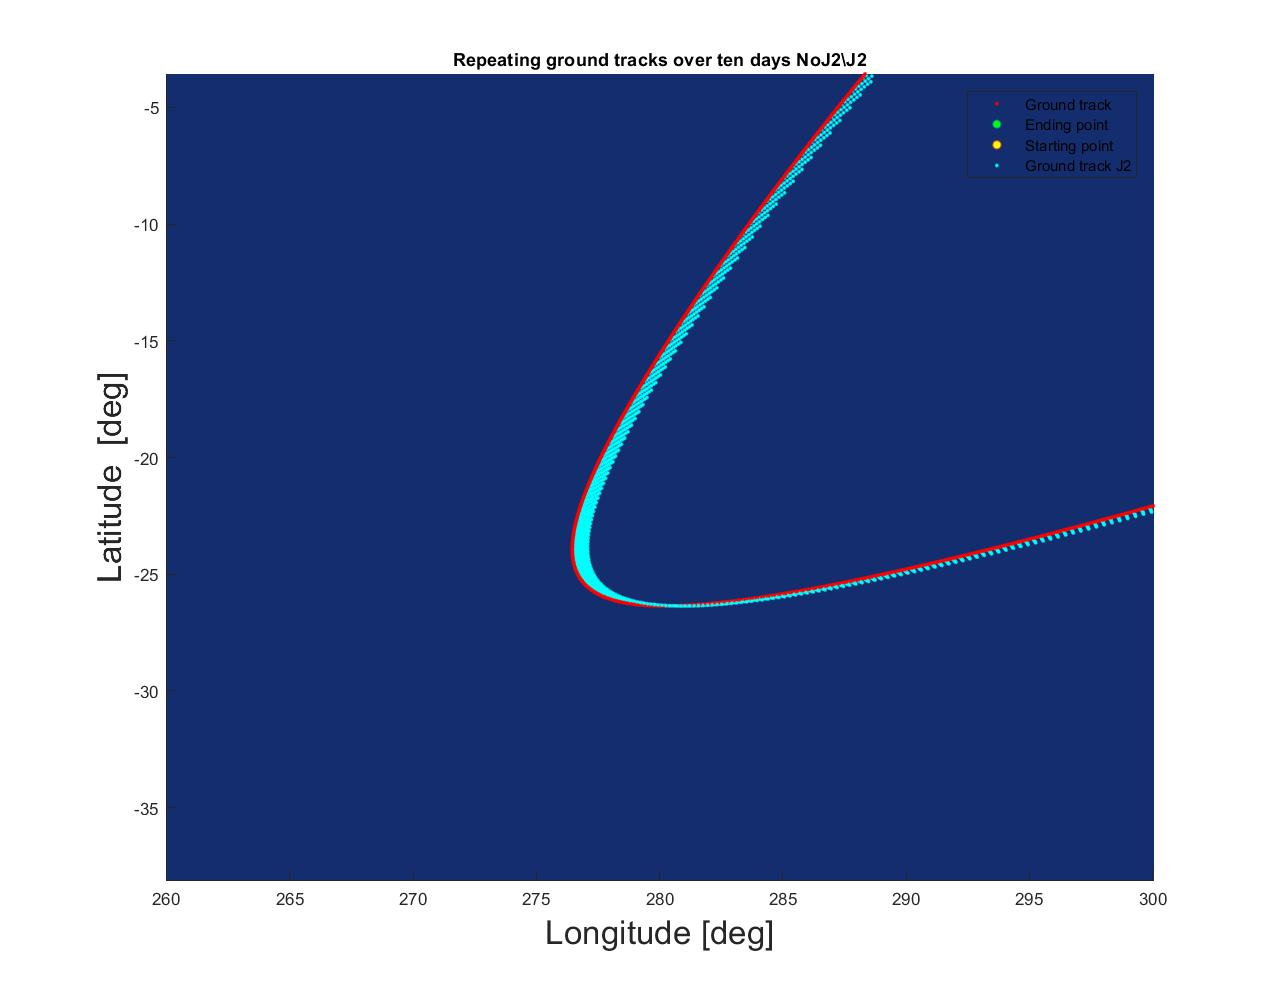 Repeating ground tracks over ten days NoJ2\J2
Ground track
Ending point
Starting point
Ground track J2
-5
-10
-15
-20
-25
-30
-35
Latitude [deg]
260 265 270 275 280 285 290 295 300
Longitude [deg]